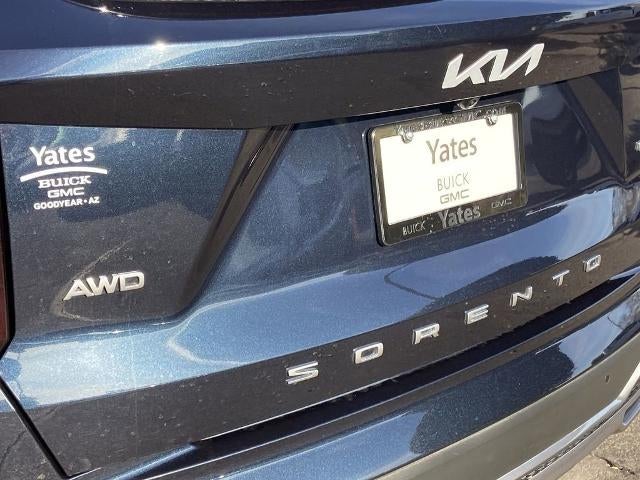 KIA
Yates
BUICK
GMC
GOODYEAR • AZ
Yates
BUICK
GMC
BUICK Yates GMC
AWD
SORENTO